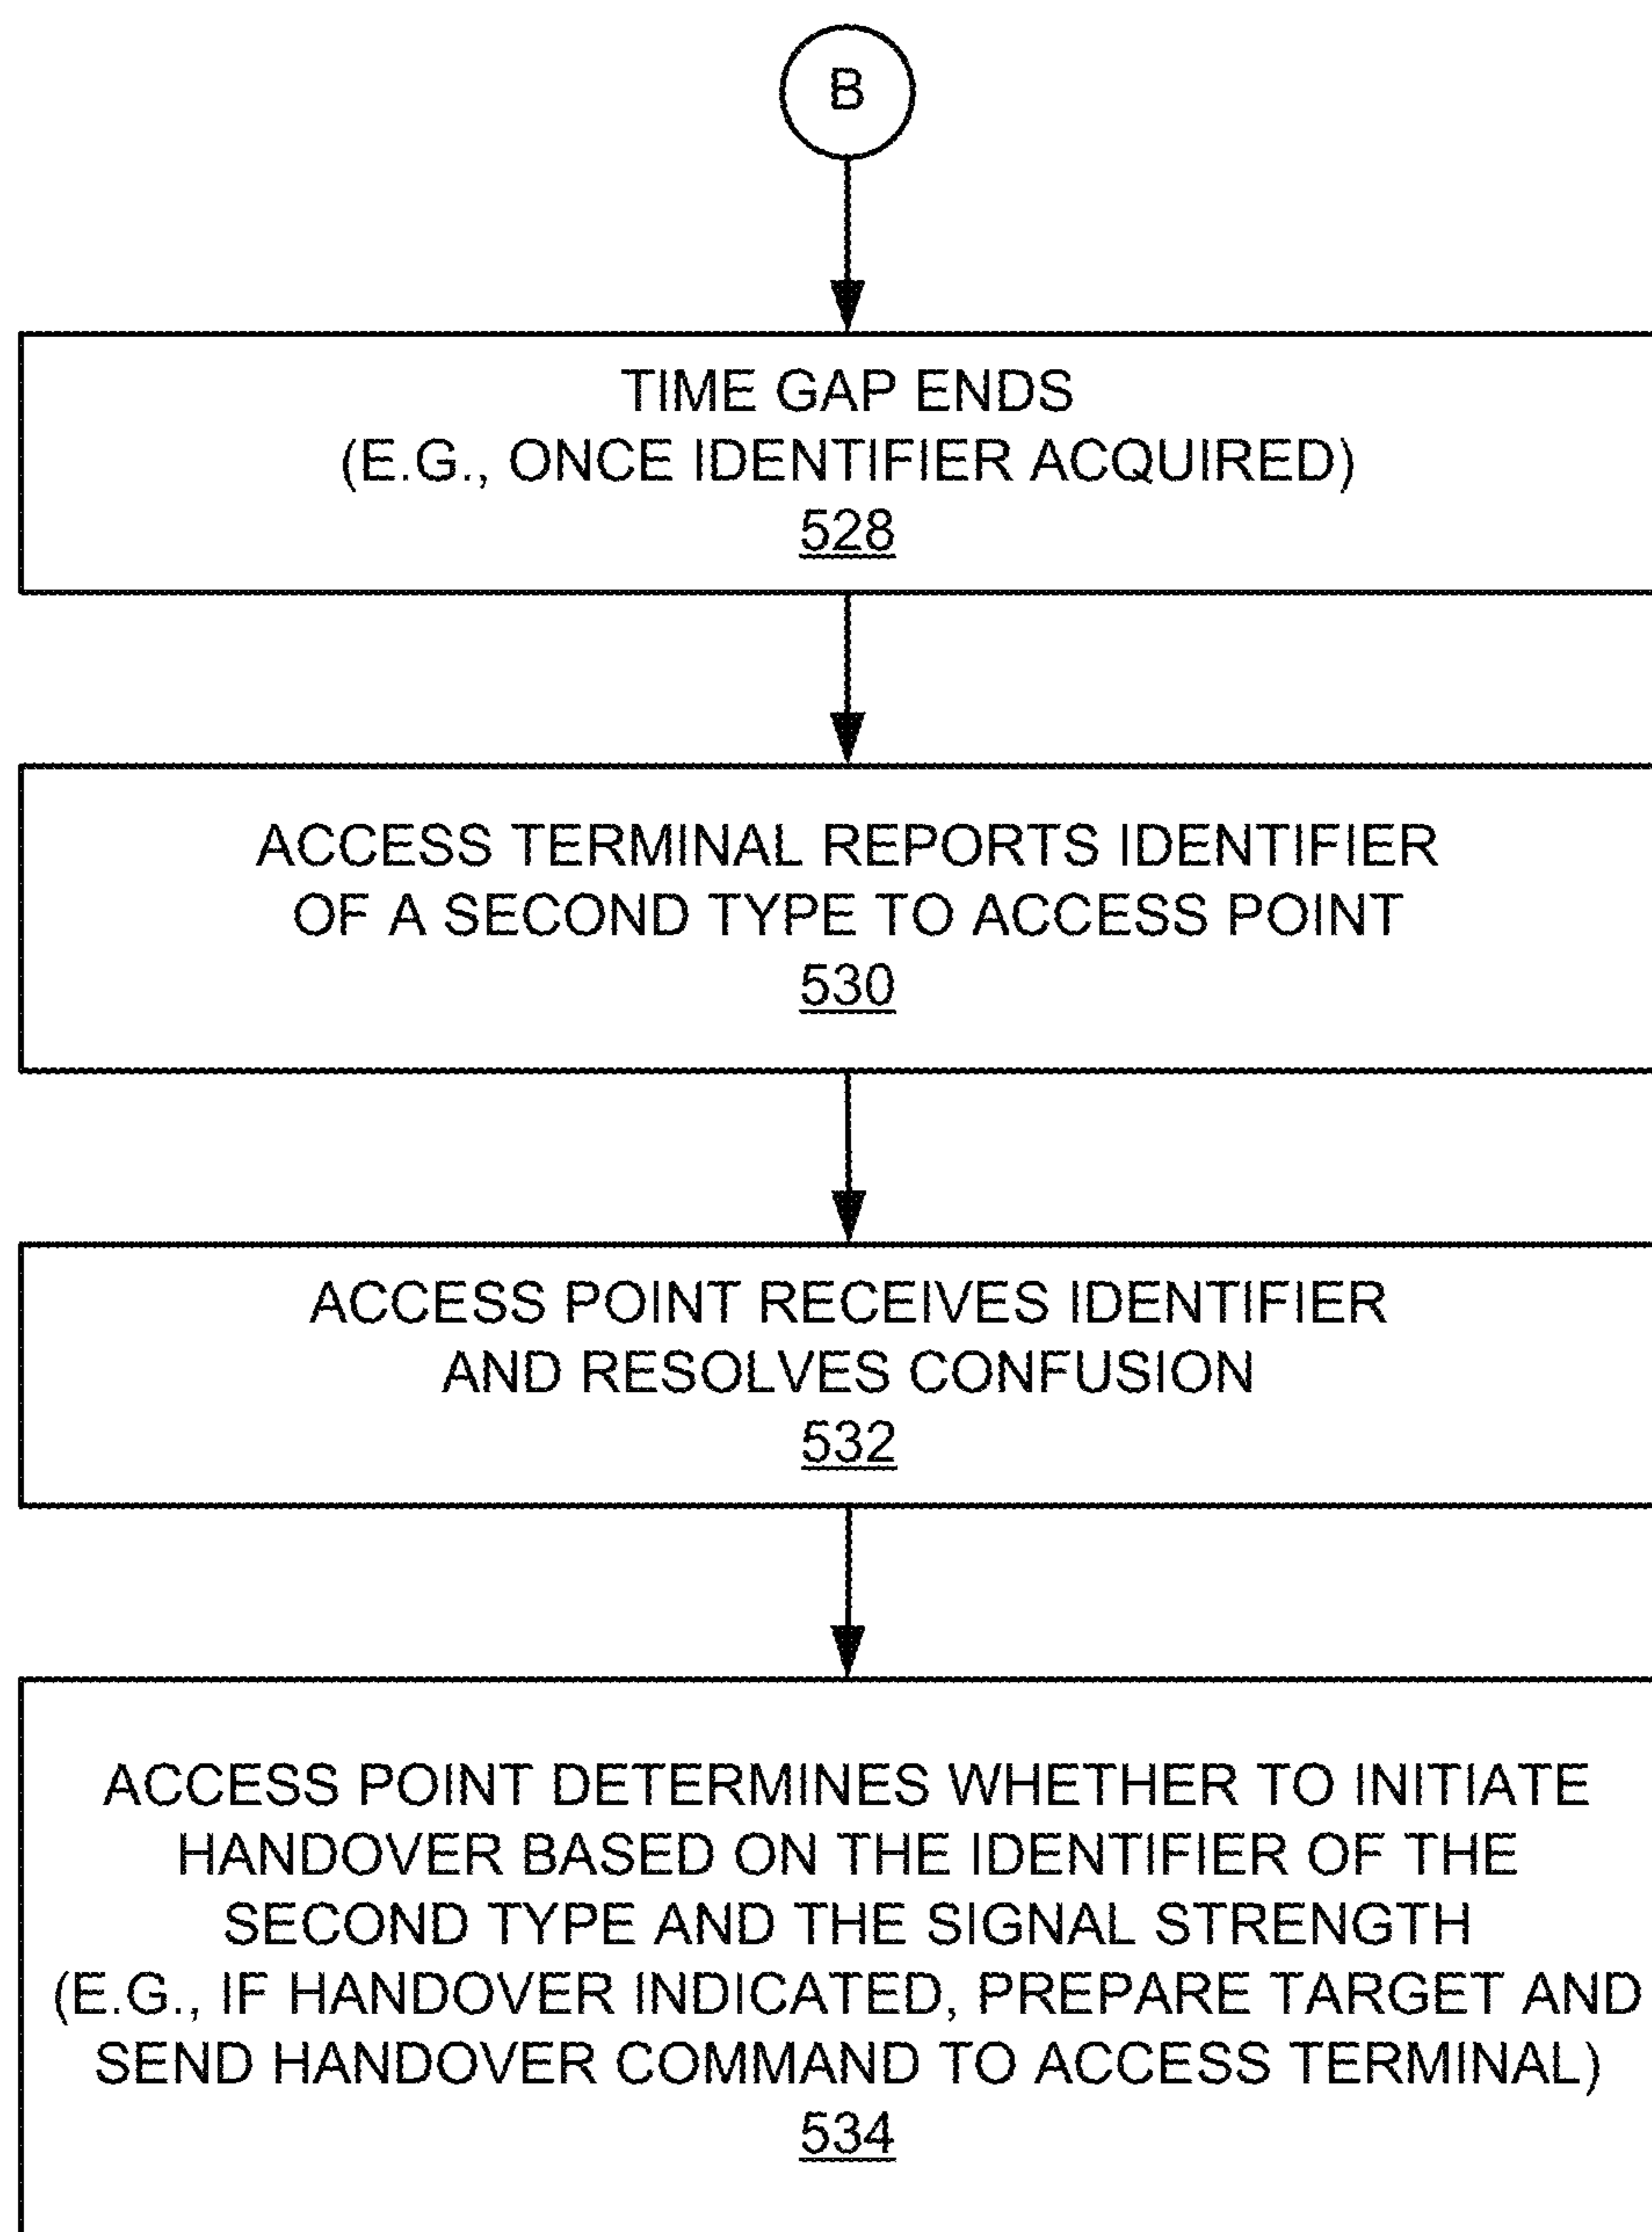 B
TIME GAP ENDS
(E.G., ONCE IDENTIFIER ACQUIRED)
528
ACCESS TERMINAL REPORTS IDENTIFIER
OF A SECOND TYPE TO ACCESS POINT
530
ACCESS POINT RECEIVES IDENTIFIER
AND RESOLVES CONFUSION
532
ACCESS POINT DETERMINES WHETHER TO INITIATE
HANDOVER BASED ON THE IDENTIFIER OF THE
SECOND TYPE AND THE SIGNAL STRENGTH
(E.G., IF HANDOVER INDICATED, PREPARE TARGET AND
SEND HANDOVER COMMAND TO ACCESS TERMINAL)
534